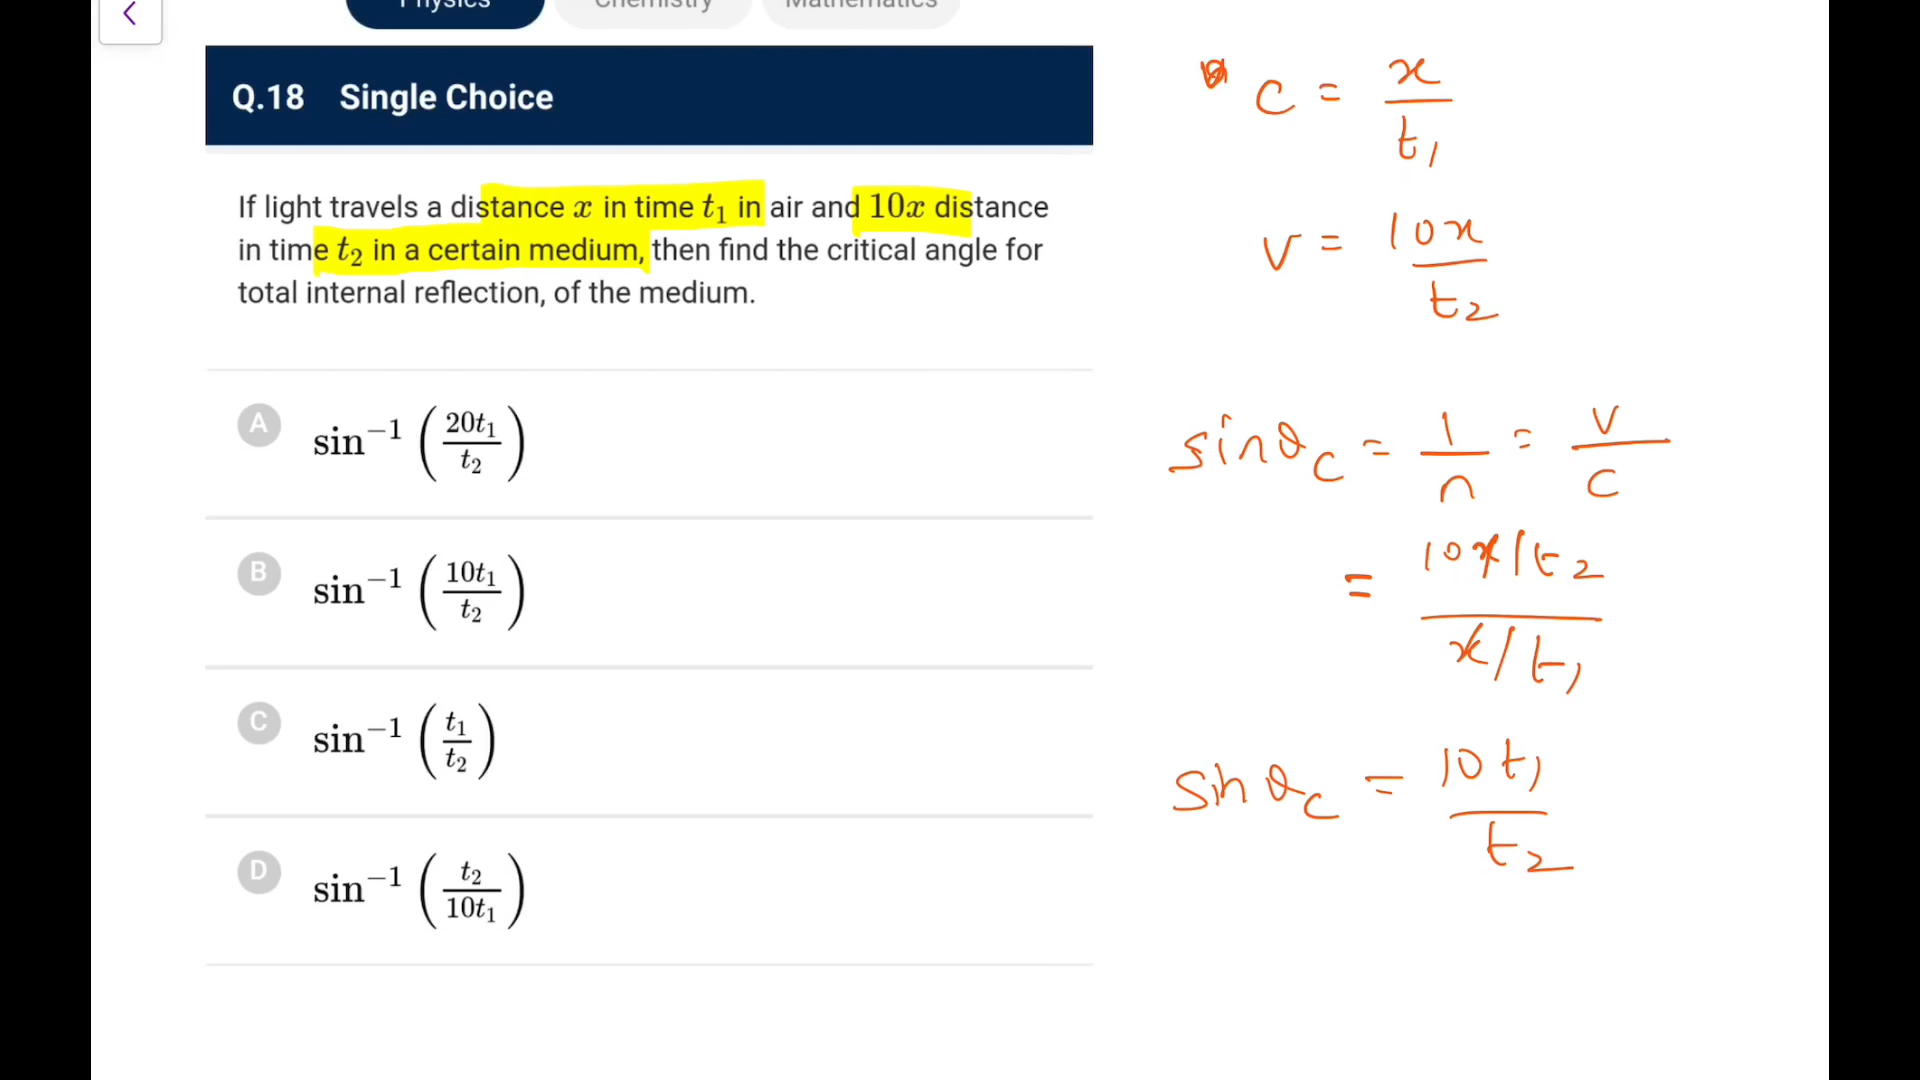 Physics Chemistry Mathematics
Q.18 Single Choice
If light travels a distance x in time t₁ in air and 10x distance
in time t₂ in a certain medium, then find the critical angle for
total internal reflection, of the medium.
A sin⁻¹ (20t₁/t₂)
B sin⁻¹ (10t₁/t₂)
C sin⁻¹ (t₁/t₂)
D sin⁻¹ (t₂/10t₁)
c = x/t₁
v = 10x/t₂
sinθc = 1/n = v/c
= (10x/t₂)/(x/t₁)
sinθc = 10t₁/t₂